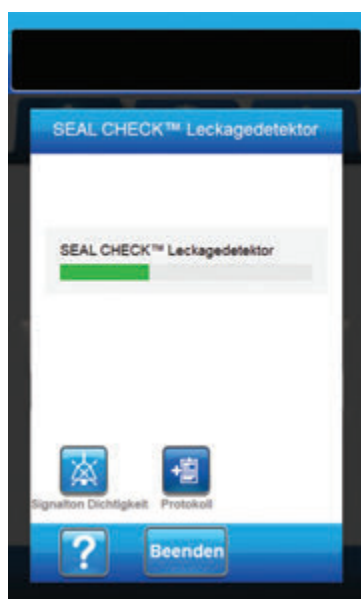 SEAL CHECK™ Leckagedetektor
SEAL CHECK™ Leckagedetektor
Signalton Dichtigkeit Protokoll
?
Beenden